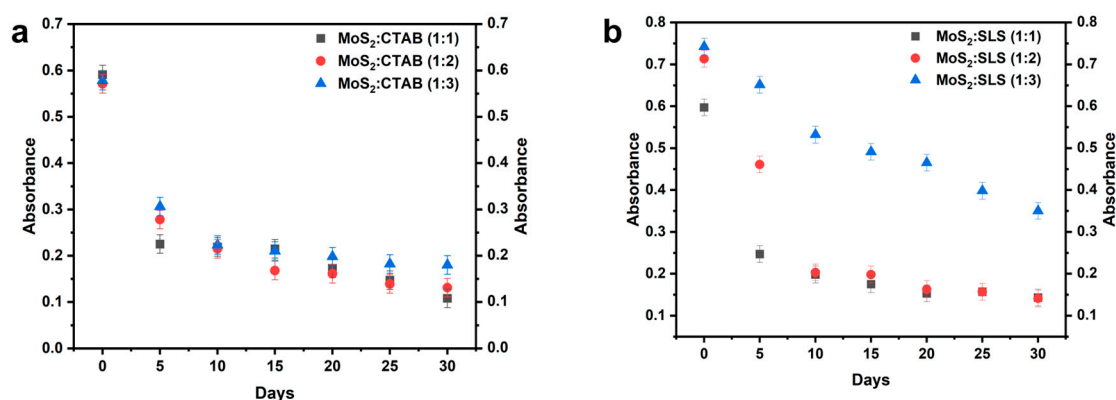 a
MoS₂:CTAB (1:1)
MoS₂:CTAB (1:2)
MoS₂:CTAB (1:3)
Absorbance
0.7
0.6
0.5
0.4
0.3
0.2
0.1
0.0
0.7
0.6
0.5
0.4
0.3
0.2
0.1
0.0
Absorbance
0 5 10 15 20 25 30
Days
b
MoS₂:SLS (1:1)
MoS₂:SLS (1:2)
MoS₂:SLS (1:3)
Absorbance
0.8
0.7
0.6
0.5
0.4
0.3
0.2
0.1
0.8
0.7
0.6
0.5
0.4
0.3
0.2
0.1
Absorbance
0 5 10 15 20 25 30
Days